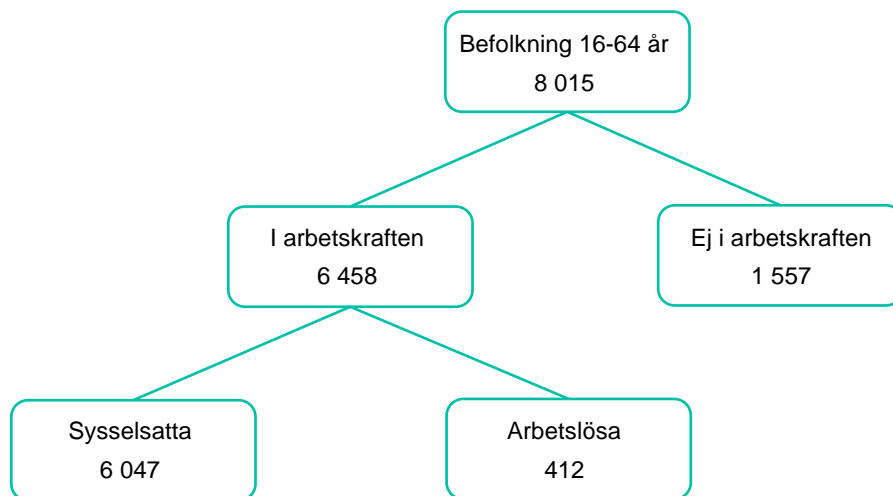 Befolkning 16-64 år
8 015
I arbetskraften
6 458
Ej i arbetskraften
1 557
Sysselsatta
6 047
Arbetslösa
412